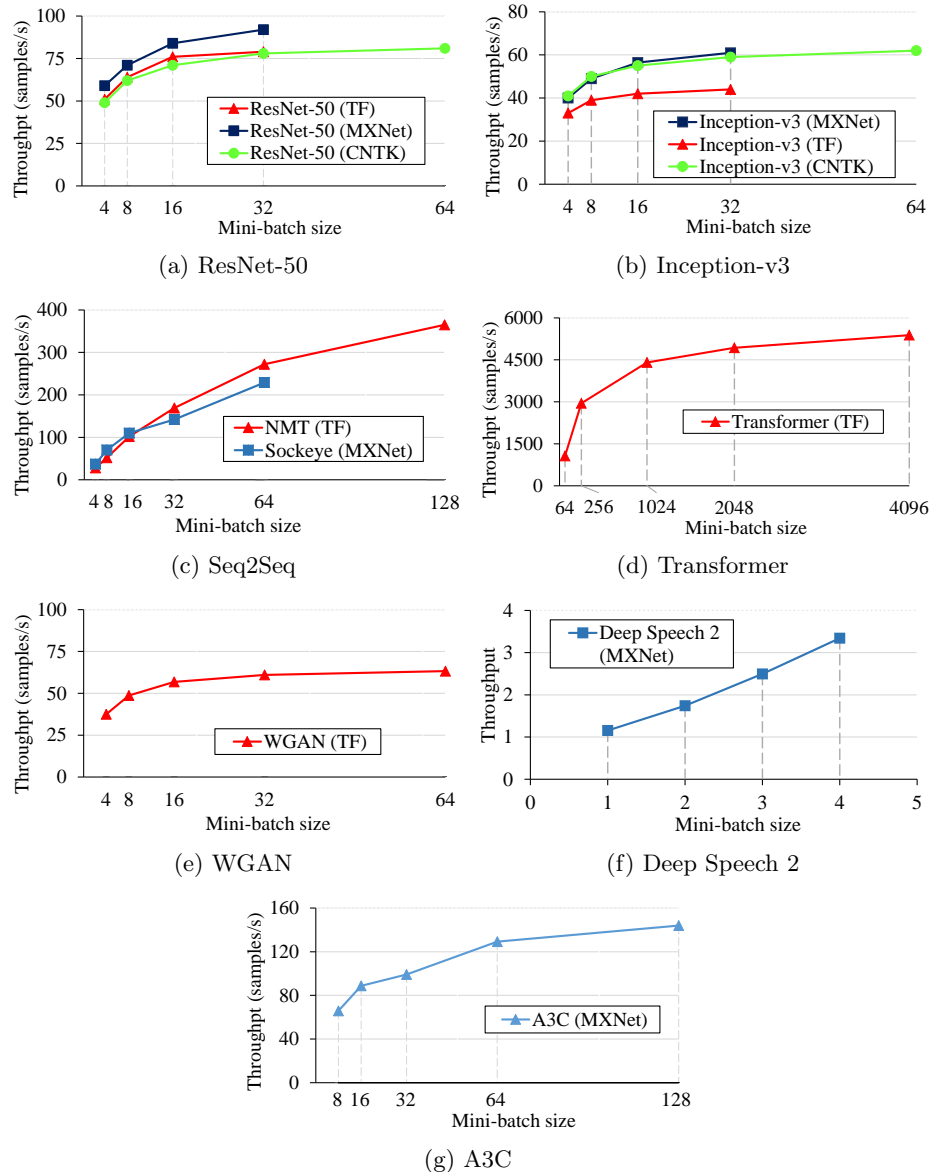 100
75
50
25
0
Throughpt (samples/s)
ResNet-50 (TF)
ResNet-50 (MXNet)
ResNet-50 (CNTK)
4 8 16 32 64
Mini-batch size
(a) ResNet-50
80
60
40
20
0
Throughpt (samples/s)
Inception-v3 (MXNet)
Inception-v3 (TF)
Inception-v3 (CNTK)
4 8 16 32 64
Mini-batch size
(b) Inception-v3
400
300
200
100
0
Throughpt (samples/s)
NMT (TF)
Sockeye (MXNet)
4 8 16 32 64 128
Mini-batch size
(c) Seq2Seq
6000
4500
3000
1500
0
Throughpt (samples/s)
Transformer (TF)
64 256 1024 2048 4096
Mini-batch size
(d) Transformer
100
75
50
25
0
Throughpt (samples/s)
WGAN (TF)
4 8 16 32 64
Mini-batch size
(e) WGAN
4
3
2
1
0
Throughput
Deep Speech 2
(MXNet)
0 1 2 3 4 5
Mini-batch size
(f) Deep Speech 2
160
120
80
40
0
Throughpt (samples/s)
A3C (MXNet)
8 16 32 64 128
Mini-batch size
(g) A3C